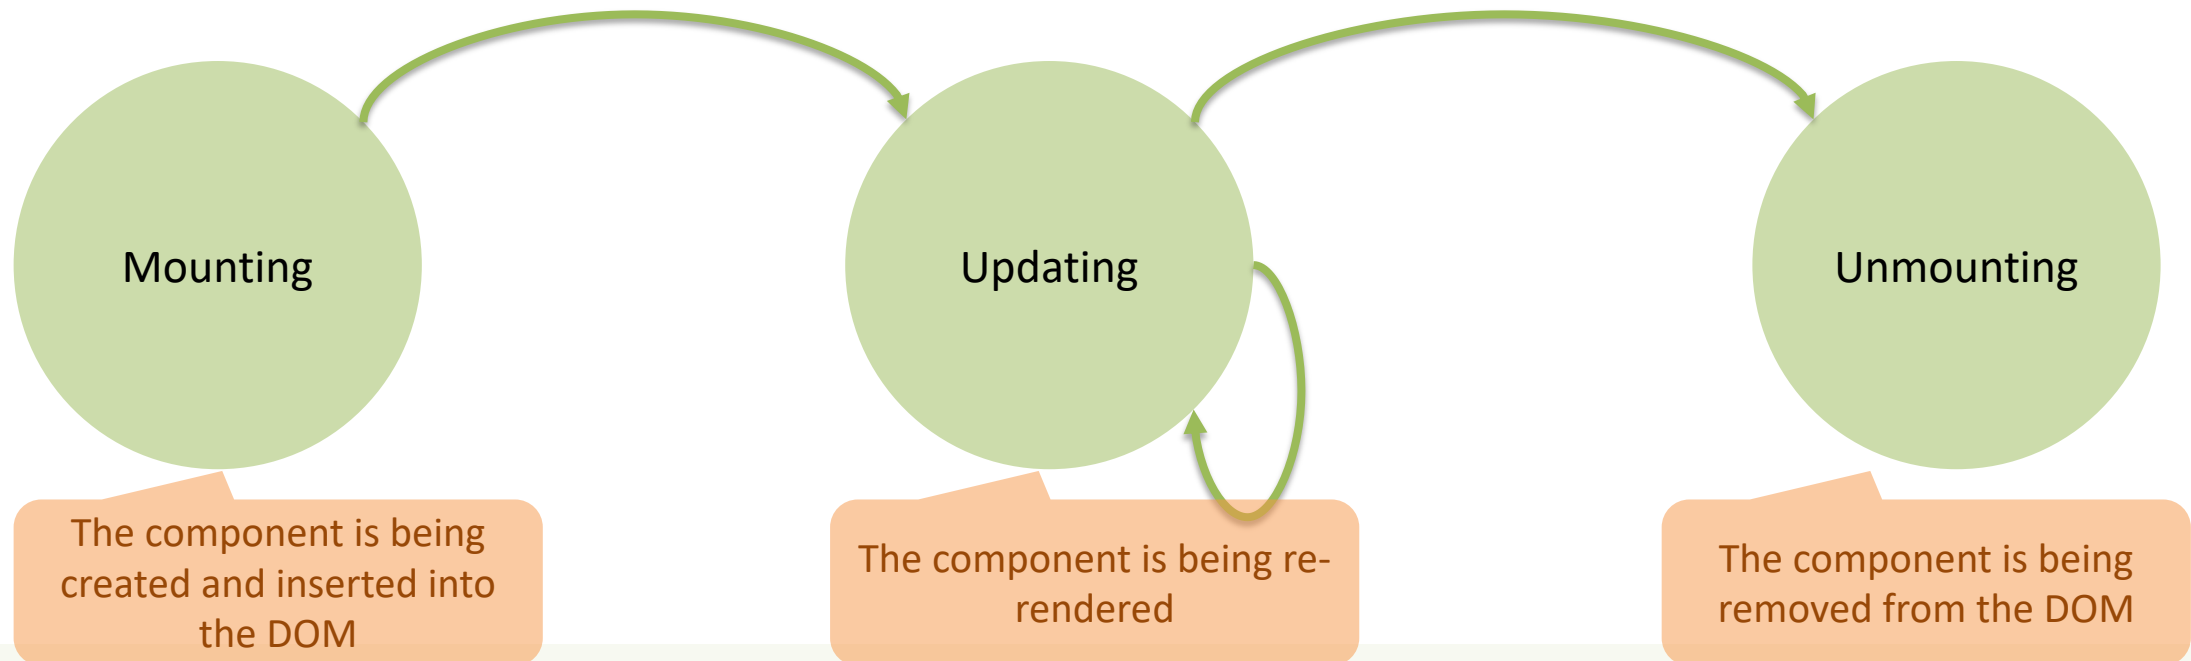 Mounting
Updating
Unmounting
The component is being
created and inserted into
the DOM
The component is being re-
rendered
The component is being
removed from the DOM